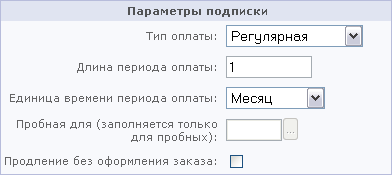 Параметры подписки
Тип оплаты: Регулярная
Длина периода оплаты: 1
Единица времени периода оплаты: Месяц
Пробная для (заполняется только
для пробных): ...
Продление без оформления заказа: